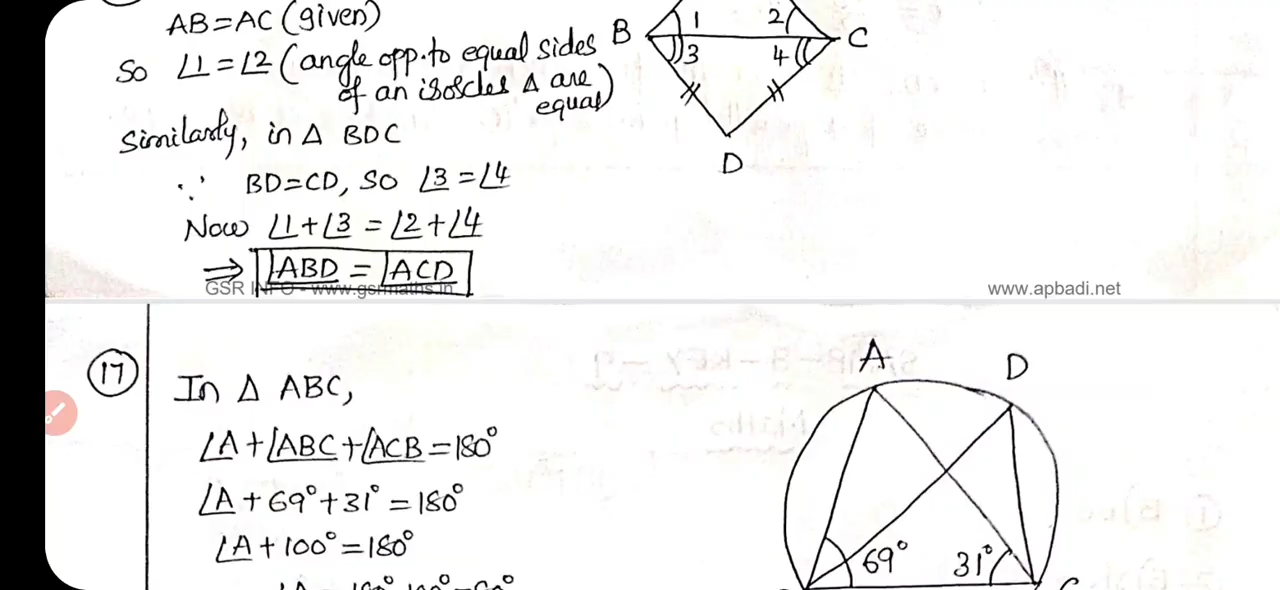 AB=AC (given)
So ∠1=∠2 (angle opp. to equal sides
of an isosceles Δ are
equal)
B
1
2
C
3
4
D
Similarly, in Δ BDC
∵ BD=CD, so ∠3=∠4
Now ∠1+∠3=∠2+∠4
⇒ ∠ABD = ∠ACD
GSR INFO - www.gsrmaths.in
www.apbadi.net
17
In Δ ABC,
∠A+∠ABC+∠ACB=180°
∠A+69°+31°=180°
∠A+100°=180°
A
D
69°
31°